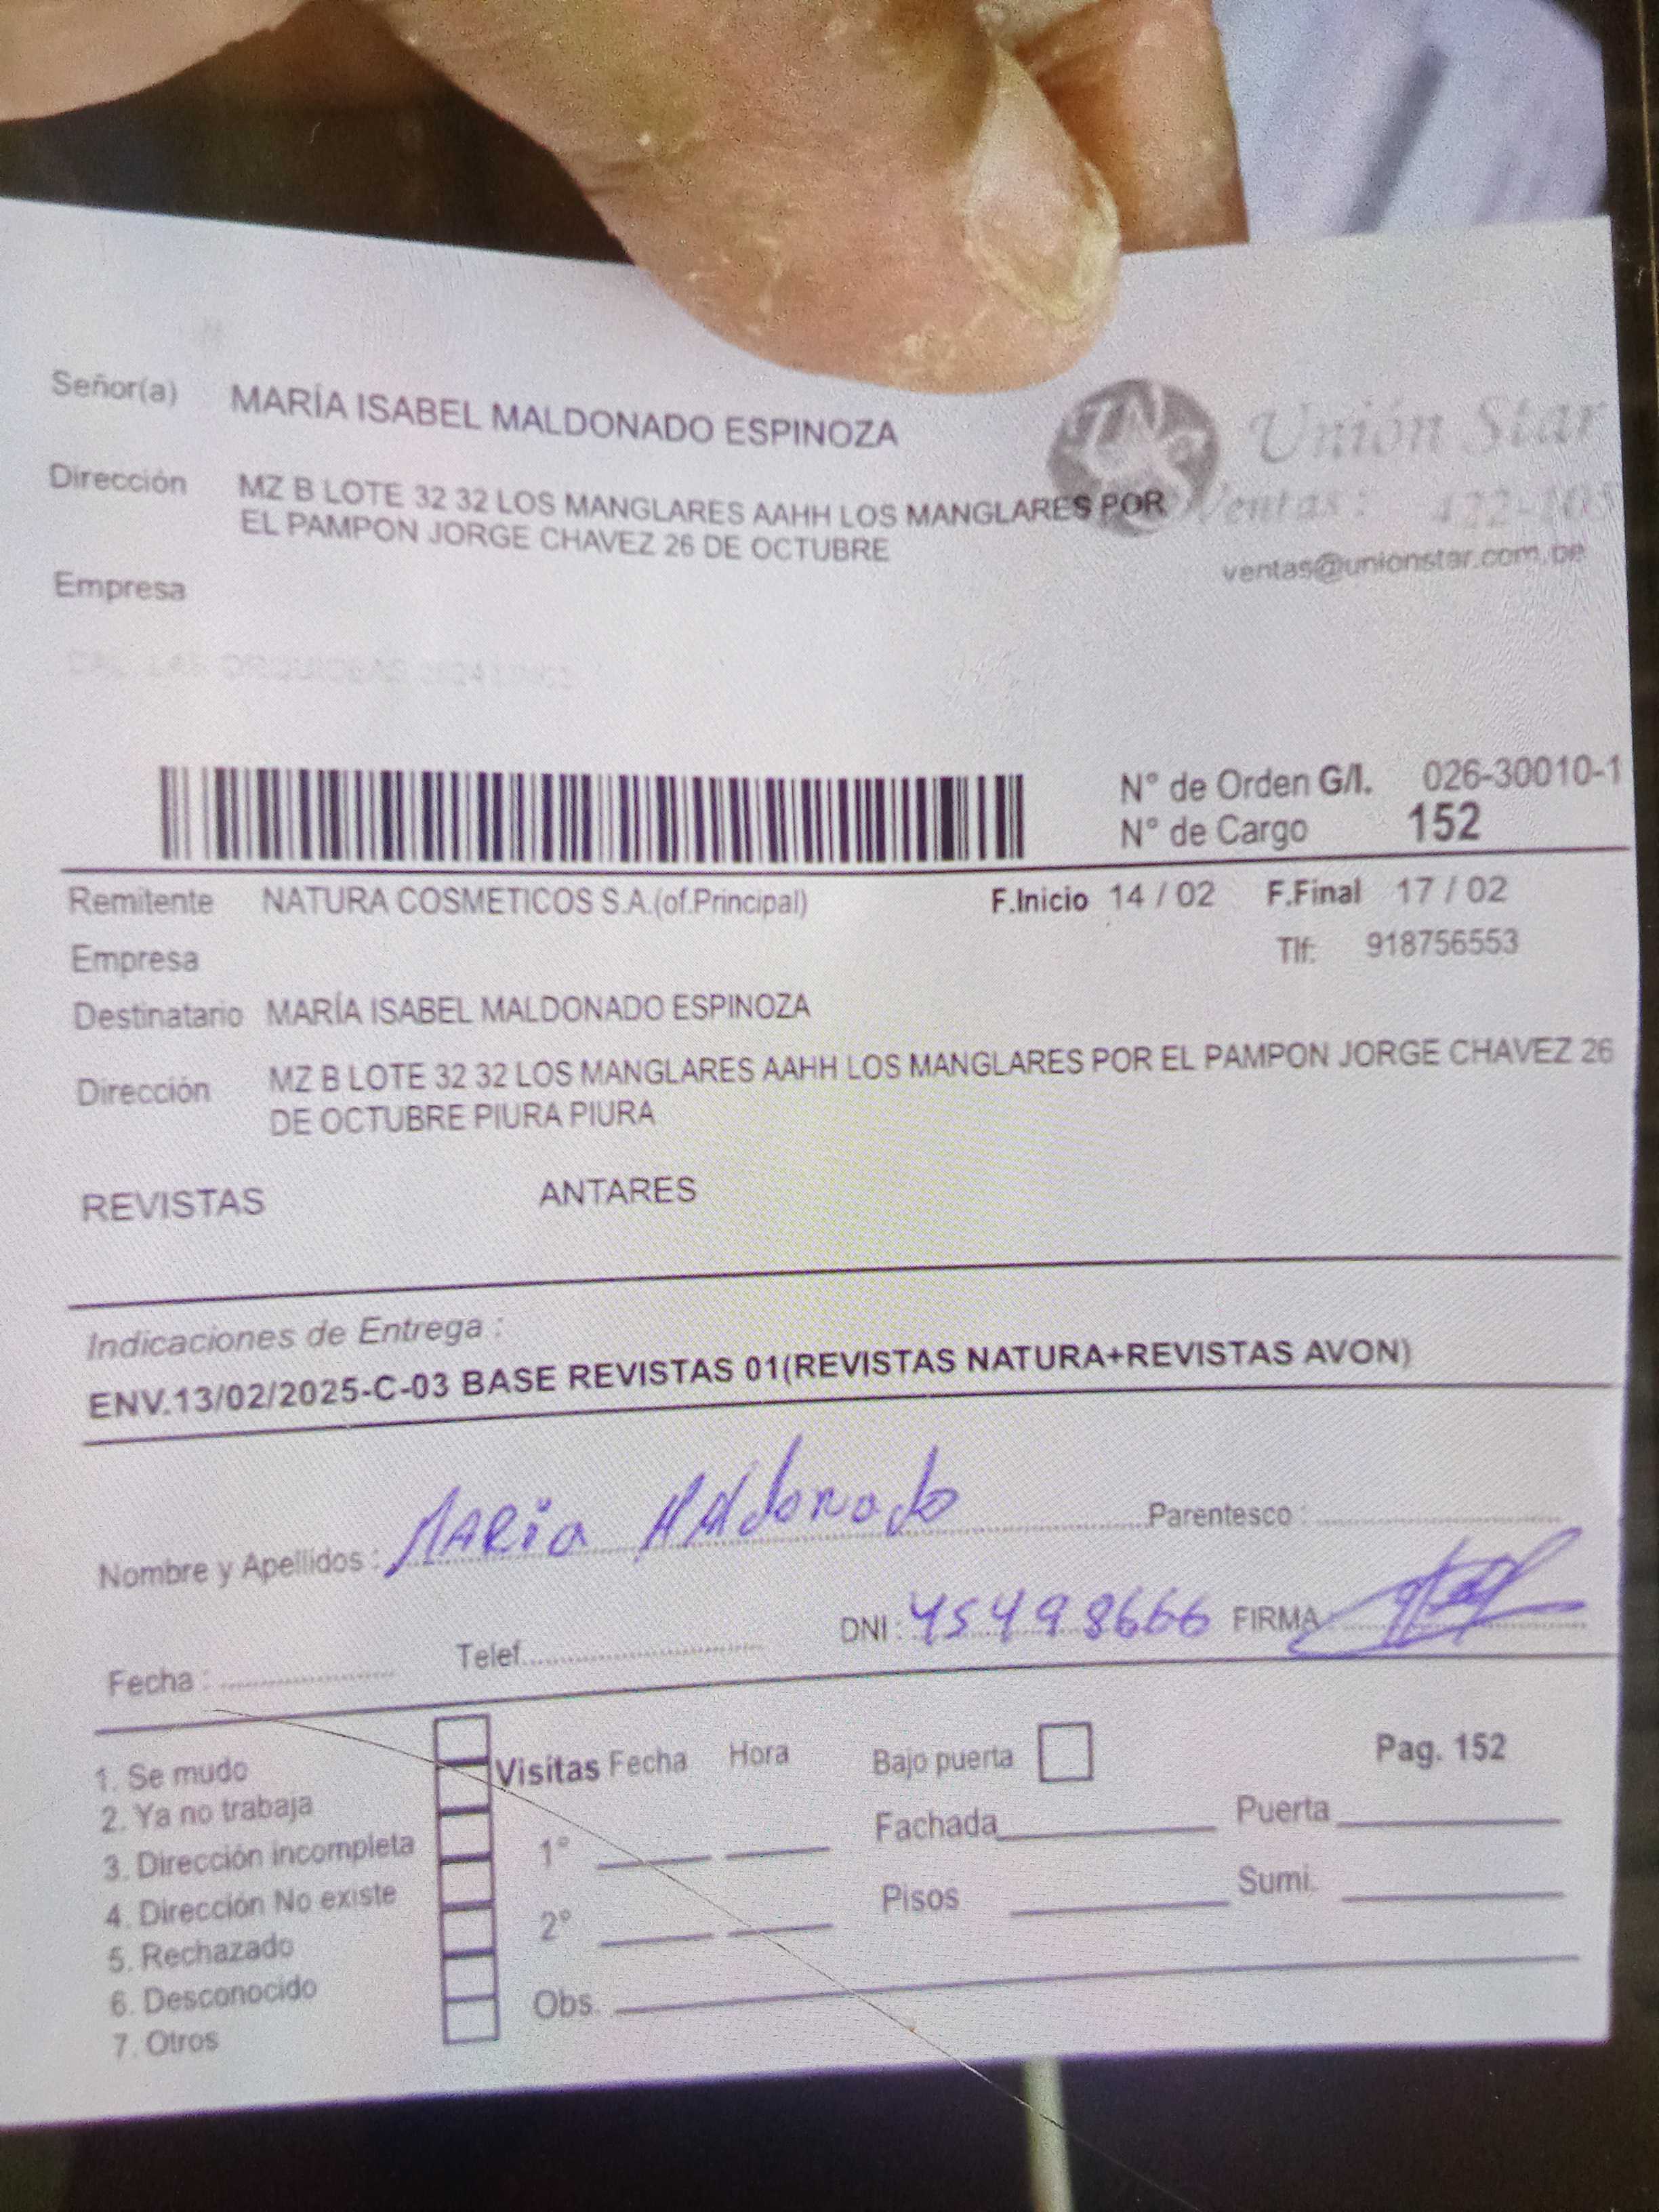 Señor(a) MARÍA ISABEL MALDONADO ESPINOZA
Unión Star
Dirección MZ B LOTE 32 32 LOS MANGLARES AAHH LOS MANGLARES POR
EL PAMPON JORGE CHAVEZ 26 DE OCTUBRE
Ventas:
ventas@unionstar.com.pe
Empresa
N° de Orden G/I. 026-30010-1
N° de Cargo 152
Remitente NATURA COSMETICOS S.A.(of.Principal) F.Inicio 14 / 02 F.Final 17 / 02
Empresa Tlf: 918756553
Destinatario MARÍA ISABEL MALDONADO ESPINOZA
Dirección MZ B LOTE 32 32 LOS MANGLARES AAHH LOS MANGLARES POR EL PAMPON JORGE CHAVEZ 26
DE OCTUBRE PIURA PIURA
REVISTAS ANTARES
Indicaciones de Entrega :
ENV.13/02/2025-C-03 BASE REVISTAS 01(REVISTAS NATURA+REVISTAS AVON)
Nombre y Apellidos : MARia MAldonado Parentesco :
Fecha : Telef. DNI : 45498666 FIRMA
1. Se mudo
2. Ya no trabaja
3. Dirección incompleta
4. Dirección No existe
5. Rechazado
6. Desconocido
7. Otros
Visitas Fecha Hora
1°
2°
Obs.
Bajo puerta
Fachada
Pisos
Pag. 152
Puerta
Sumi.